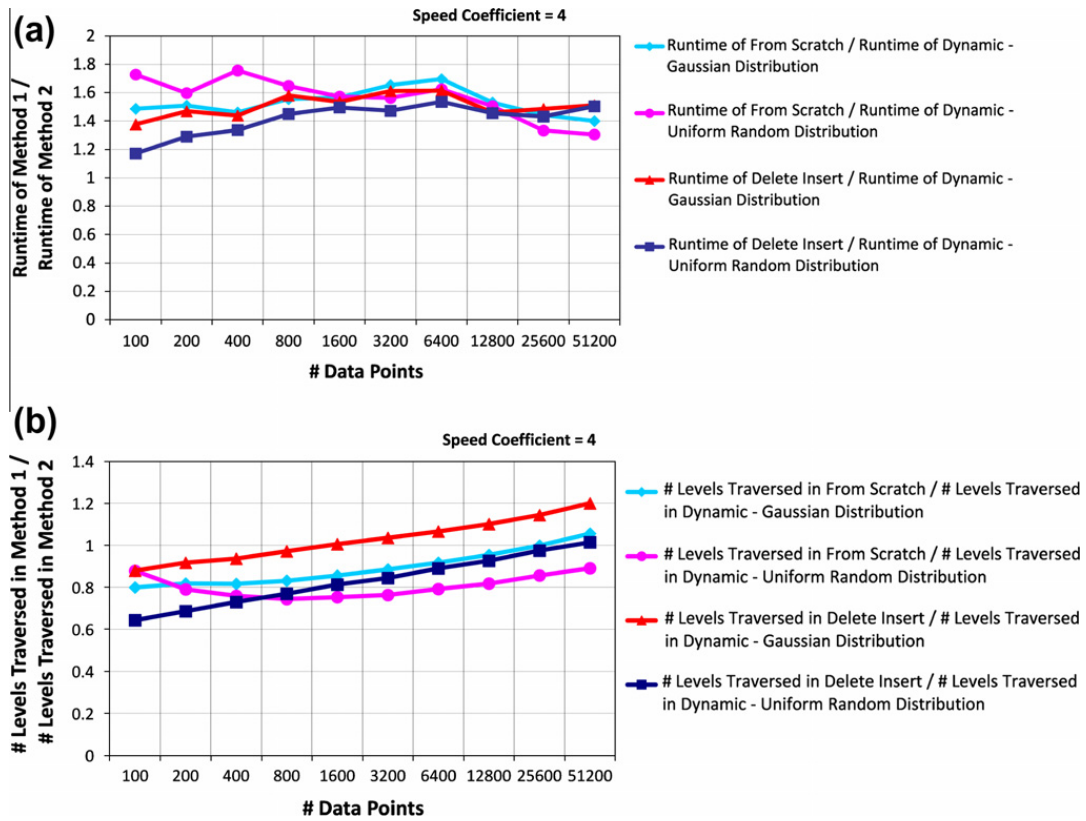 (a)
Speed Coefficient = 4
Runtime of Method 1 /
Runtime of Method 2
2
1.8
1.6
1.4
1.2
1
0.8
0.6
0.4
0.2
0
100 200 400 800 1600 3200 6400 12800 25600 51200
# Data Points
Runtime of From Scratch / Runtime of Dynamic -
Gaussian Distribution
Runtime of From Scratch / Runtime of Dynamic -
Uniform Random Distribution
Runtime of Delete Insert / Runtime of Dynamic -
Gaussian Distribution
Runtime of Delete Insert / Runtime of Dynamic -
Uniform Random Distribution
(b)
Speed Coefficient = 4
# Levels Traversed in Method 1 /
# Levels Traversed in Method 2
1.4
1.2
1
0.8
0.6
0.4
0.2
0
100 200 400 800 1600 3200 6400 12800 25600 51200
# Data Points
# Levels Traversed in From Scratch / # Levels Traversed
in Dynamic - Gaussian Distribution
# Levels Traversed in From Scratch / # Levels Traversed
in Dynamic - Uniform Random Distribution
# Levels Traversed in Delete Insert / # Levels Traversed
in Dynamic - Gaussian Distribution
# Levels Traversed in Delete Insert / # Levels Traversed
in Dynamic - Uniform Random Distribution